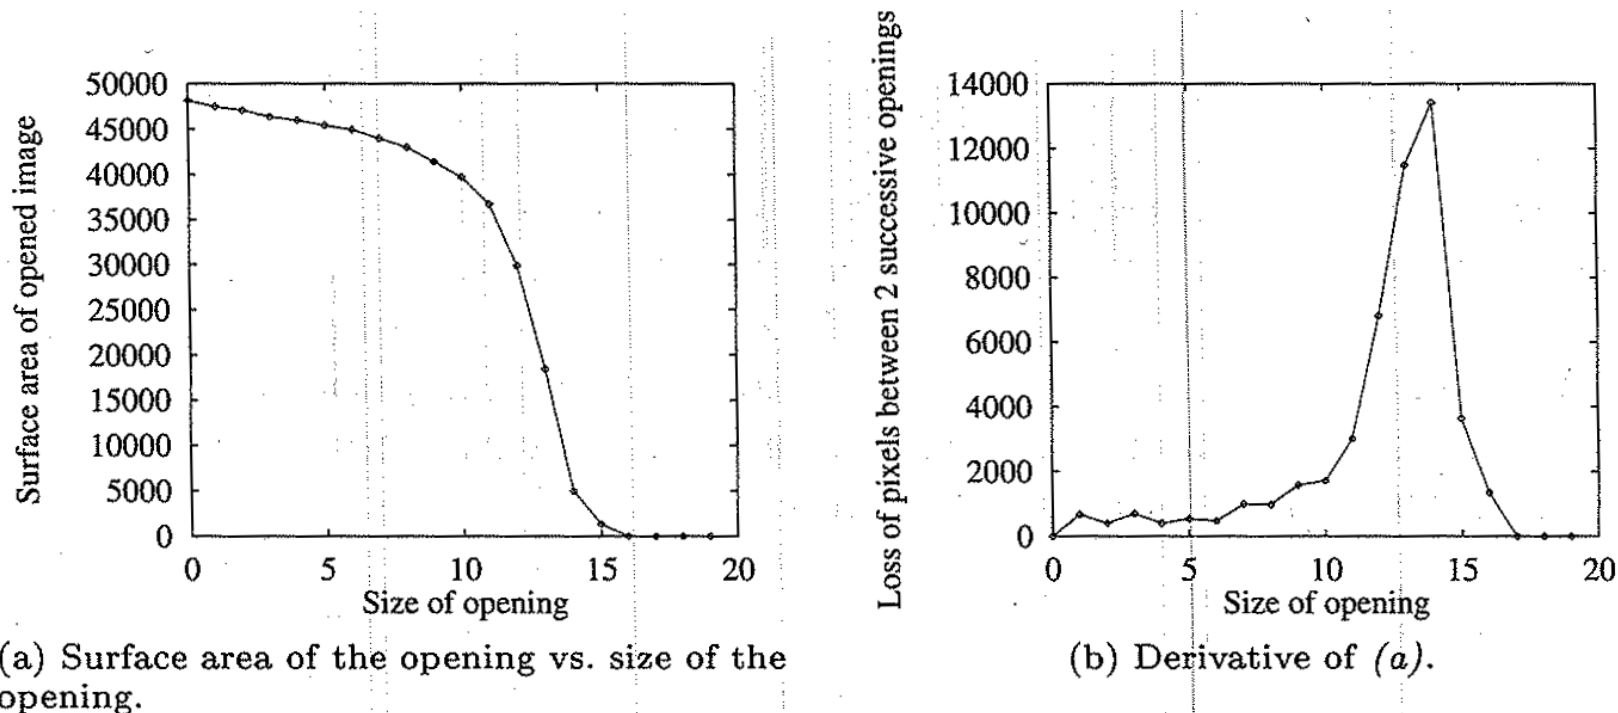 Surface area of opened image
50000
45000
40000
35000
30000
25000
20000
15000
10000
5000
0
0 5 10 15 20
Size of opening
(a) Surface area of the opening vs. size of the
opening.
Loss of pixels between 2 successive openings
14000
12000
10000
8000
6000
4000
2000
0
0 5 10 15 20
Size of opening
(b) Derivative of (a).